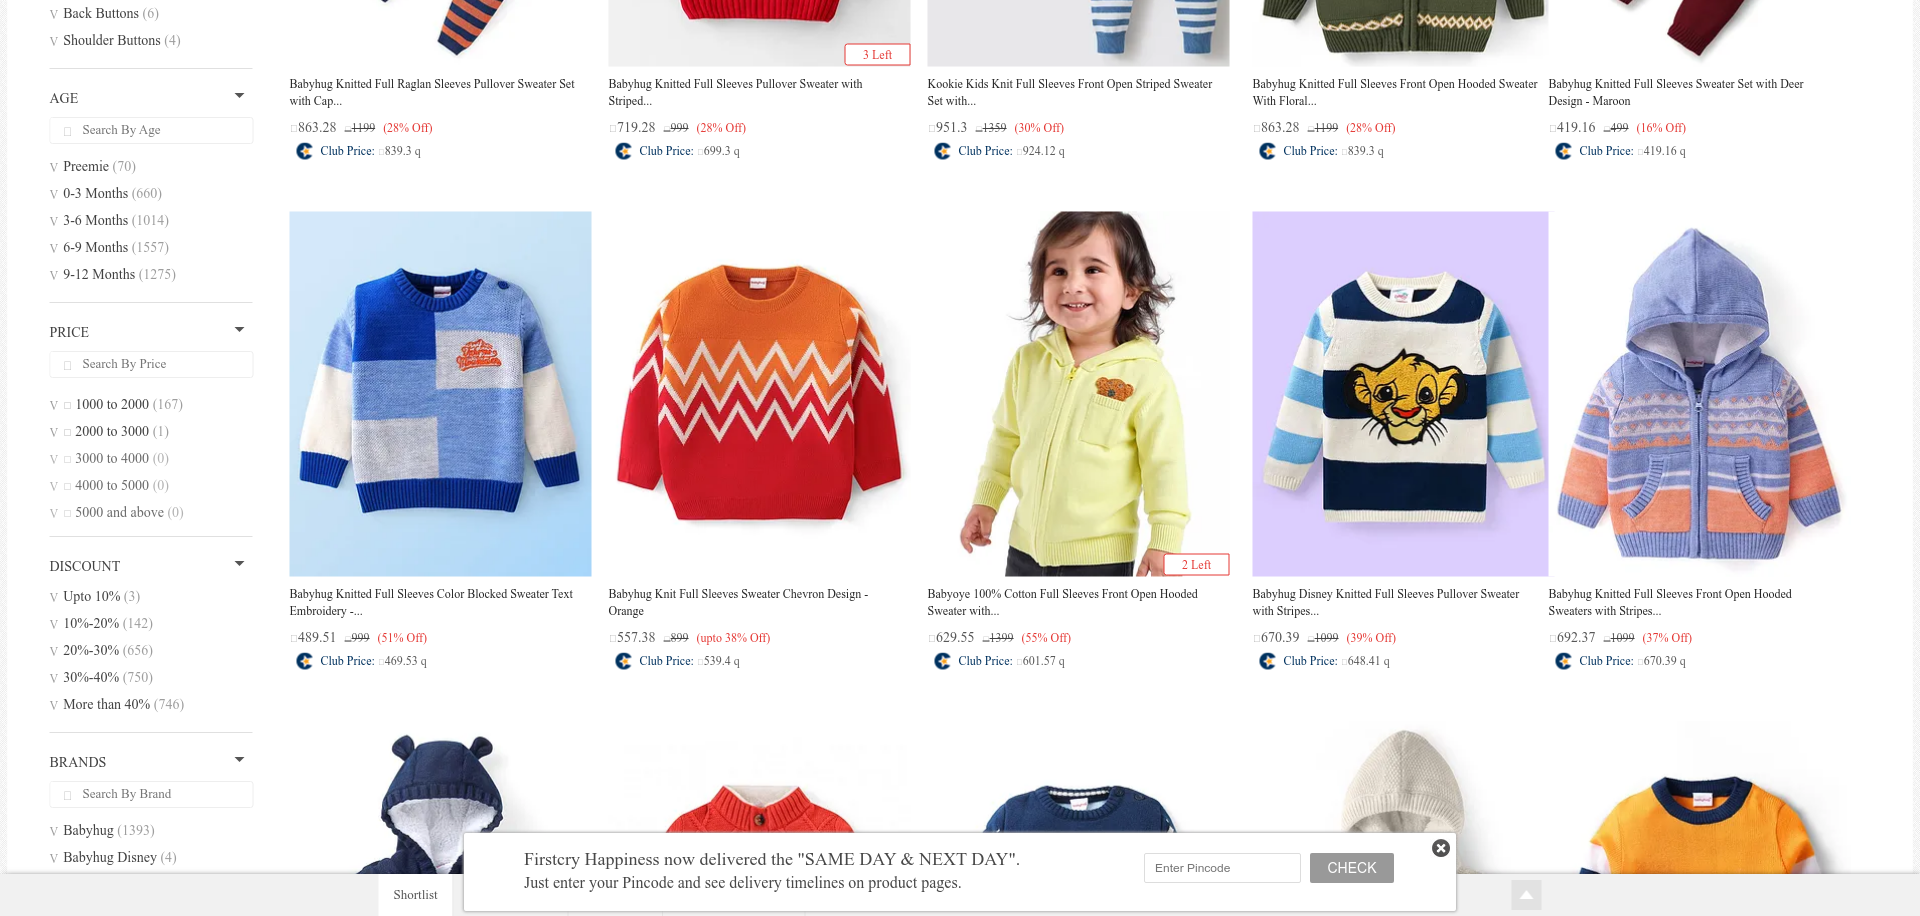 V Back Buttons (6)
V Shoulder Buttons (4)
AGE
Search By Age
V Preemie (70)
V 0-3 Months (660)
V 3-6 Months (1014)
V 6-9 Months (1557)
V 9-12 Months (1275)
PRICE
Search By Price
V 1000 to 2000 (167)
V 2000 to 3000 (1)
V 3000 to 4000 (0)
V 4000 to 5000 (0)
V 5000 and above (0)
DISCOUNT
V Upto 10% (3)
V 10%-20% (142)
V 20%-30% (656)
V 30%-40% (750)
V More than 40% (746)
BRANDS
Search By Brand
V Babyhug (1393)
V Babyhug Disney (4)
Babyhug Knitted Full Raglan Sleeves Pullover Sweater Set
with Cap...
863.28 1199 (28% Off)
Club Price: 839.3 q
3 Left
Babyhug Knitted Full Sleeves Pullover Sweater with
Striped...
719.28 999 (28% Off)
Club Price: 699.3 q
Kookie Kids Knit Full Sleeves Front Open Striped Sweater
Set with...
951.3 1359 (30% Off)
Club Price: 924.12 q
Babyhug Knitted Full Sleeves Front Open Hooded Sweater
With Floral...
863.28 1199 (28% Off)
Club Price: 839.3 q
Babyhug Knitted Full Sleeves Sweater Set with Deer
Design - Maroon
419.16 499 (16% Off)
Club Price: 419.16 q
Babyhug Knitted Full Sleeves Color Blocked Sweater Text
Embroidery -...
489.51 999 (51% Off)
Club Price: 469.53 q
Babyhug Knit Full Sleeves Sweater Chevron Design -
Orange
557.38 899 (upto 38% Off)
Club Price: 539.4 q
2 Left
Babyoye 100% Cotton Full Sleeves Front Open Hooded
Sweater with...
629.55 1399 (55% Off)
Club Price: 601.57 q
Babyhug Disney Knitted Full Sleeves Pullover Sweater
with Stripes...
670.39 1099 (39% Off)
Club Price: 648.41 q
Babyhug Knitted Full Sleeves Front Open Hooded
Sweaters with Stripes...
692.37 1099 (37% Off)
Club Price: 670.39 q
Firstcry Happiness now delivered the "SAME DAY & NEXT DAY".
Just enter your Pincode and see delivery timelines on product pages.
Enter Pincode
CHECK
Shortlist